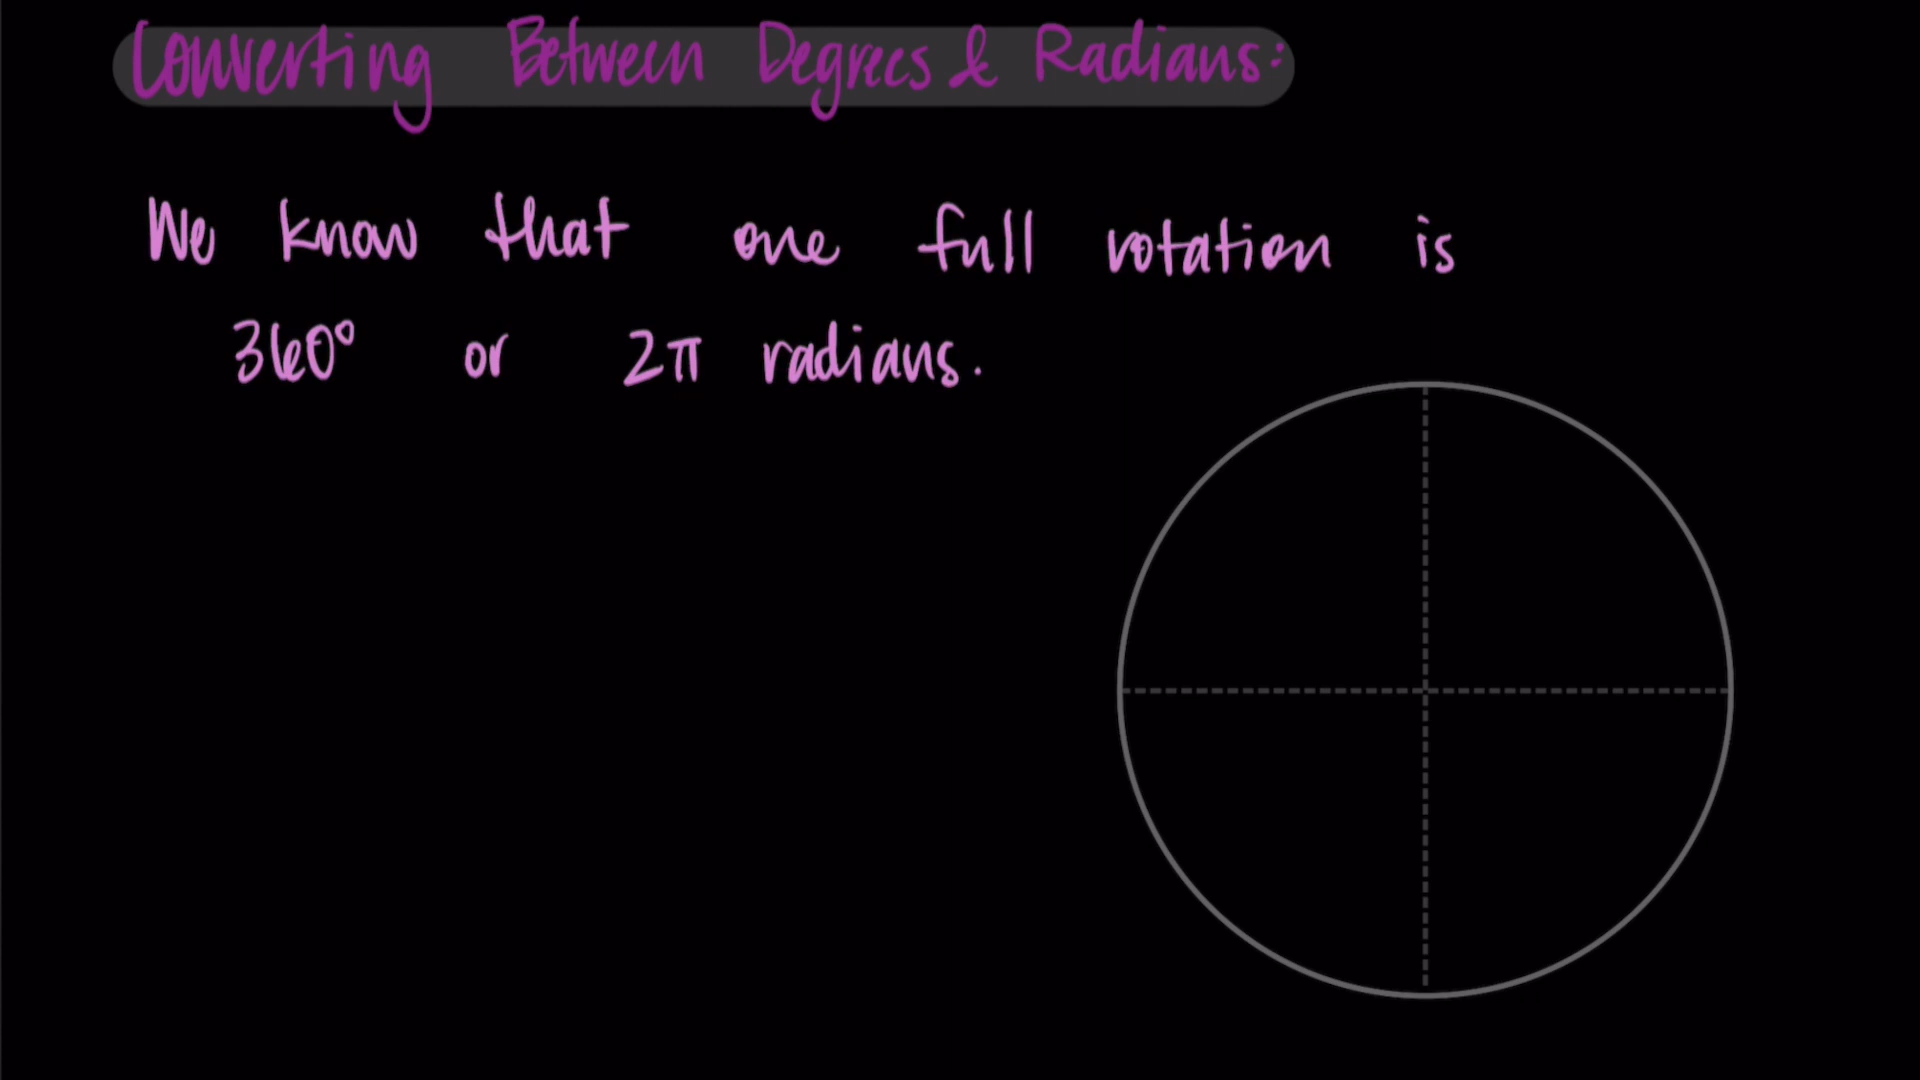 Converting Between Degrees & Radians:
We know that one full rotation is
360° or 2π radians.